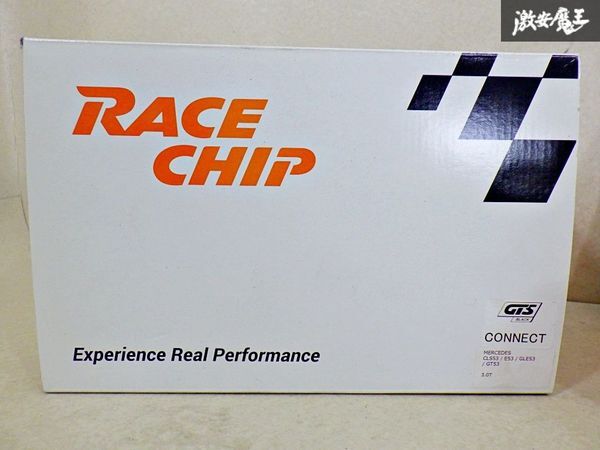 激安魔王
RACE
CHIP
GTS
BLACK
CONNECT
MERCEDES
CLS53 / E53 / GLE53
/ GT53
3.0T
Experience Real Performance